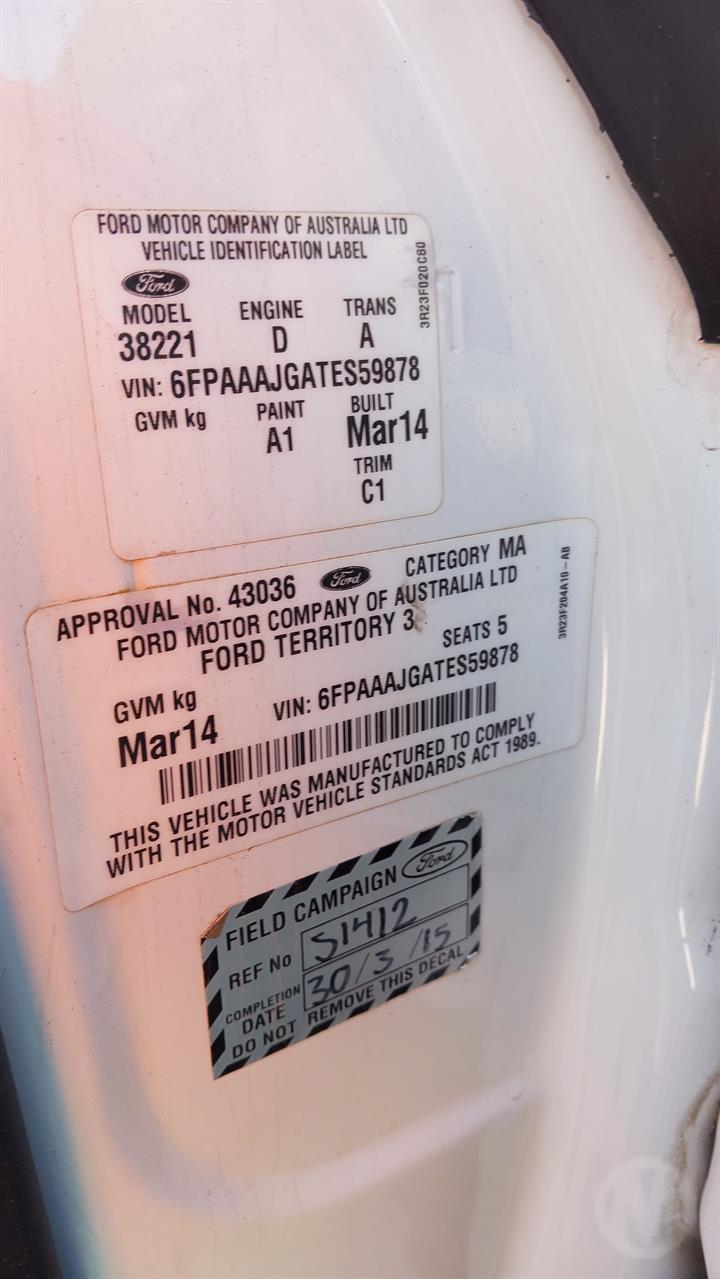 FORD MOTOR COMPANY OF AUSTRALIA LTD
VEHICLE IDENTIFICATION LABEL
Ford
3R23F020C80
MODEL ENGINE TRANS
38221 D A
VIN: 6FPAAAJGATES59878
GVM kg PAINT BUILT
A1 Mar14
TRIM
C1
APPROVAL No. 43036 Ford CATEGORY MA
FORD MOTOR COMPANY OF AUSTRALIA LTD
FORD TERRITORY 3 SEATS 5
3R23F204A10-AB
GVM kg VIN: 6FPAAAJGATES59878
Mar14
THIS VEHICLE WAS MANUFACTURED TO COMPLY
WITH THE MOTOR VEHICLE STANDARDS ACT 1989.
FIELD CAMPAIGN Ford
REF No S1412
COMPLETION DATE 30/3/15
DO NOT REMOVE THIS DECAL
N